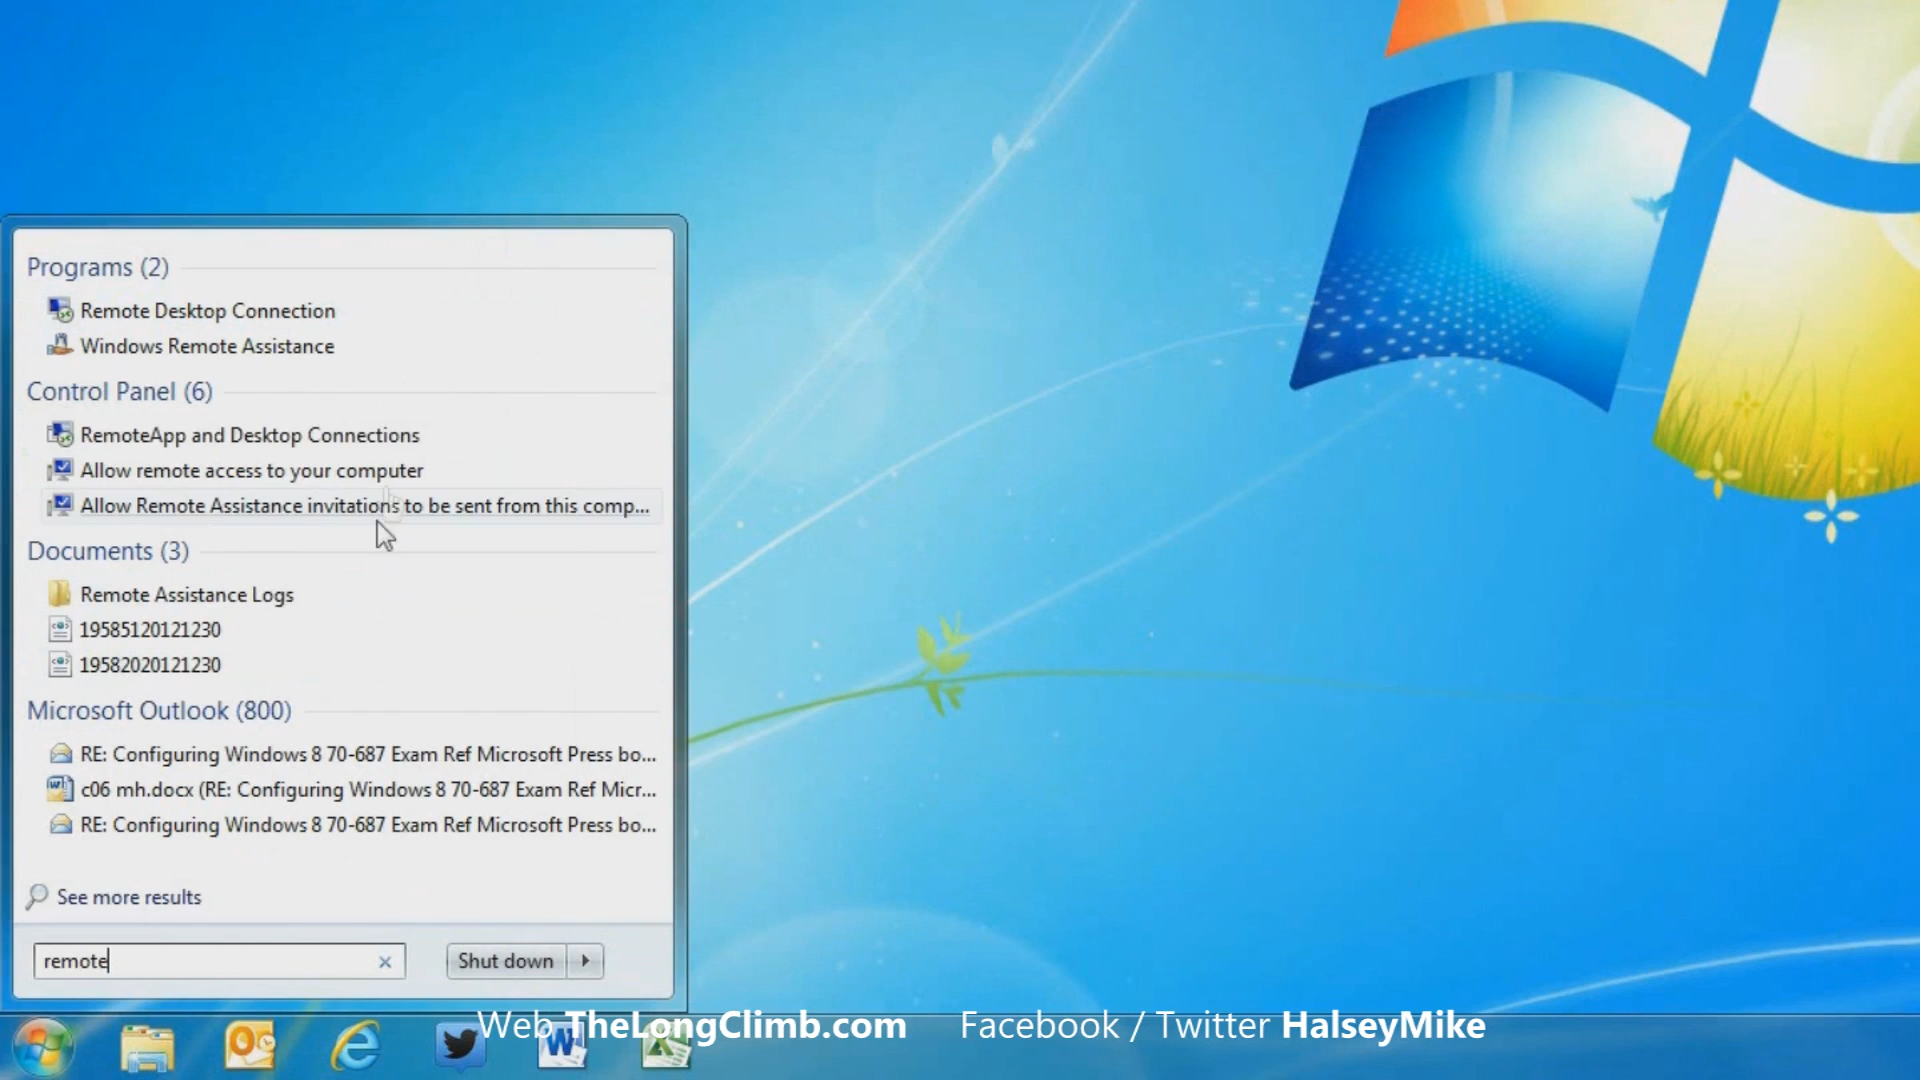 Programs (2)
Remote Desktop Connection
Windows Remote Assistance
Control Panel (6)
RemoteApp and Desktop Connections
Allow remote access to your computer
Allow Remote Assistance invitations to be sent from this comp...
Documents (3)
Remote Assistance Logs
19585120121230
19582020121230
Microsoft Outlook (800)
RE: Configuring Windows 8 70-687 Exam Ref Microsoft Press bo...
c06 mh.docx (RE: Configuring Windows 8 70-687 Exam Ref Micr...
RE: Configuring Windows 8 70-687 Exam Ref Microsoft Press bo...
See more results
remote
Shut down
Web TheLongClimb.com Facebook / Twitter HalseyMike